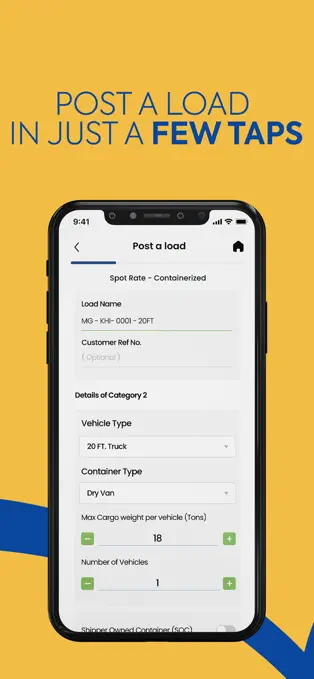 POST A LOAD
IN JUST A FEW TAPS
9:41
Post a load
Spot Rate - Containerized
Load Name
MG - KHI- 0001 - 20FT
Customer Ref No.
( Optional )
Details of Category 2
Vehicle Type
20 FT. Truck
Container Type
Dry Van
Max Cargo weight per vehicle (Tons)
18
Number of Vehicles
1
Shipper Owned Container (SOC)